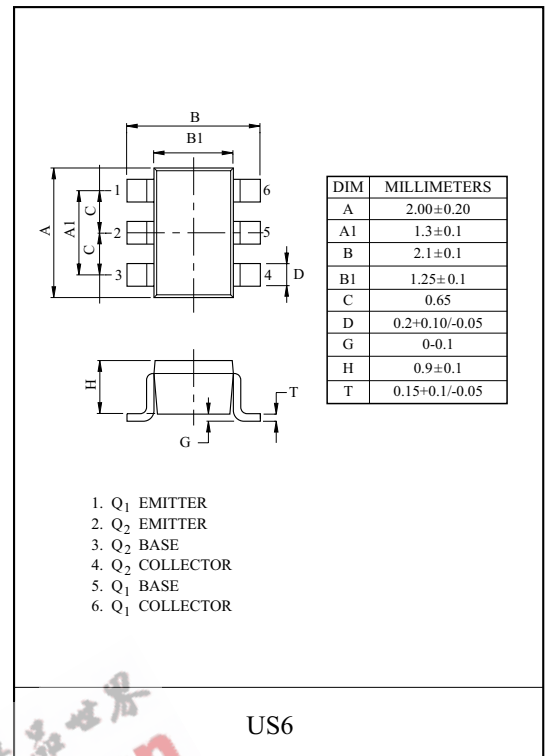 B
B1
1
6
A
A1
C
2
5
C
3
4
D
H
T
G
DIM MILLIMETERS
A 2.00±0.20
A1 1.3±0.1
B 2.1±0.1
B1 1.25±0.1
C 0.65
D 0.2+0.10/-0.05
G 0-0.1
H 0.9±0.1
T 0.15+0.1/-0.05
1. Q1 EMITTER
2. Q2 EMITTER
3. Q2 BASE
4. Q2 COLLECTOR
5. Q1 BASE
6. Q1 COLLECTOR
US6